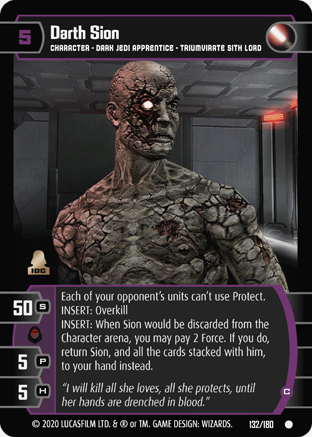 5 Darth Sion
CHARACTER - DARK JEDI APPRENTICE - TRIUMVIRATE SITH LORD
IDC
50 S
5 P
5 H
Each of your opponent's units can't use Protect.
INSERT: Overkill
INSERT: When Sion would be discarded from the
Character arena, you may pay 2 Force. If you do,
return Sion, and all the cards stacked with him,
to your hand instead.
"I will kill all she loves, all she protects, until
her hands are drenched in blood."
C
© 2020 LUCASFILM LTD. & ® OR TM. GAME DESIGN: WIZARDS. 132/180